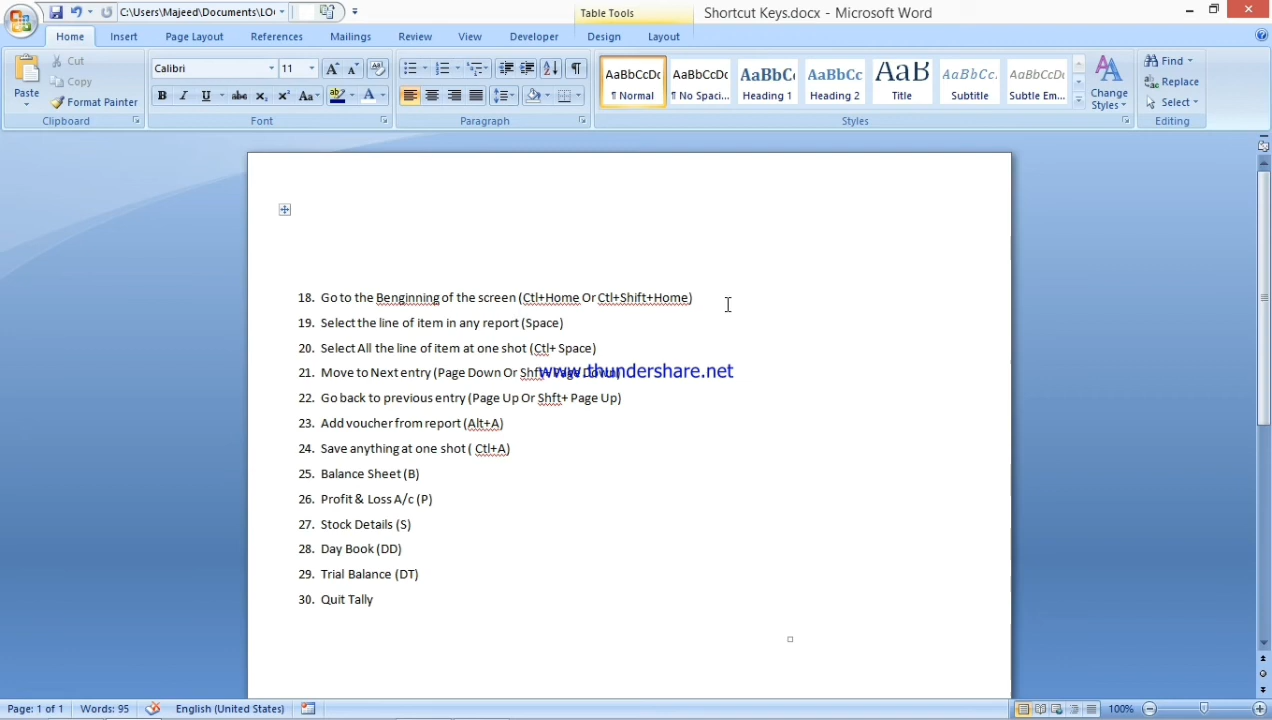 C:\Users\Majeed\Documents\LO
Table Tools
Shortcut Keys.docx - Microsoft Word
Home Insert Page Layout References Mailings Review View Developer Design Layout
Paste
Cut
Copy
Format Painter
Clipboard
Calibri 11
Font
Paragraph
AaBbCcDc AaBbCcDc AaBbCc AaBbCc AaB AaBbCc. AaBbCcDc
¶ Normal ¶ No Spaci... Heading 1 Heading 2 Title Subtitle Subtle Em...
Change Styles
Styles
Find
Replace
Select
Editing
18. Go to the Benginning of the screen (Ctl+Home Or Ctl+Shift+Home)
19. Select the line of item in any report (Space)
20. Select All the line of item at one shot (Ctl+ Space)
21. Move to Next entry (Page Down Or Shft+ Page Down)
www.thundershare.net
22. Go back to previous entry (Page Up Or Shft+ Page Up)
23. Add voucher from report (Alt+A)
24. Save anything at one shot ( Ctl+A)
25. Balance Sheet (B)
26. Profit & Loss A/c (P)
27. Stock Details (S)
28. Day Book (DD)
29. Trial Balance (DT)
30. Quit Tally
Page: 1 of 1 Words: 95 English (United States) 100%